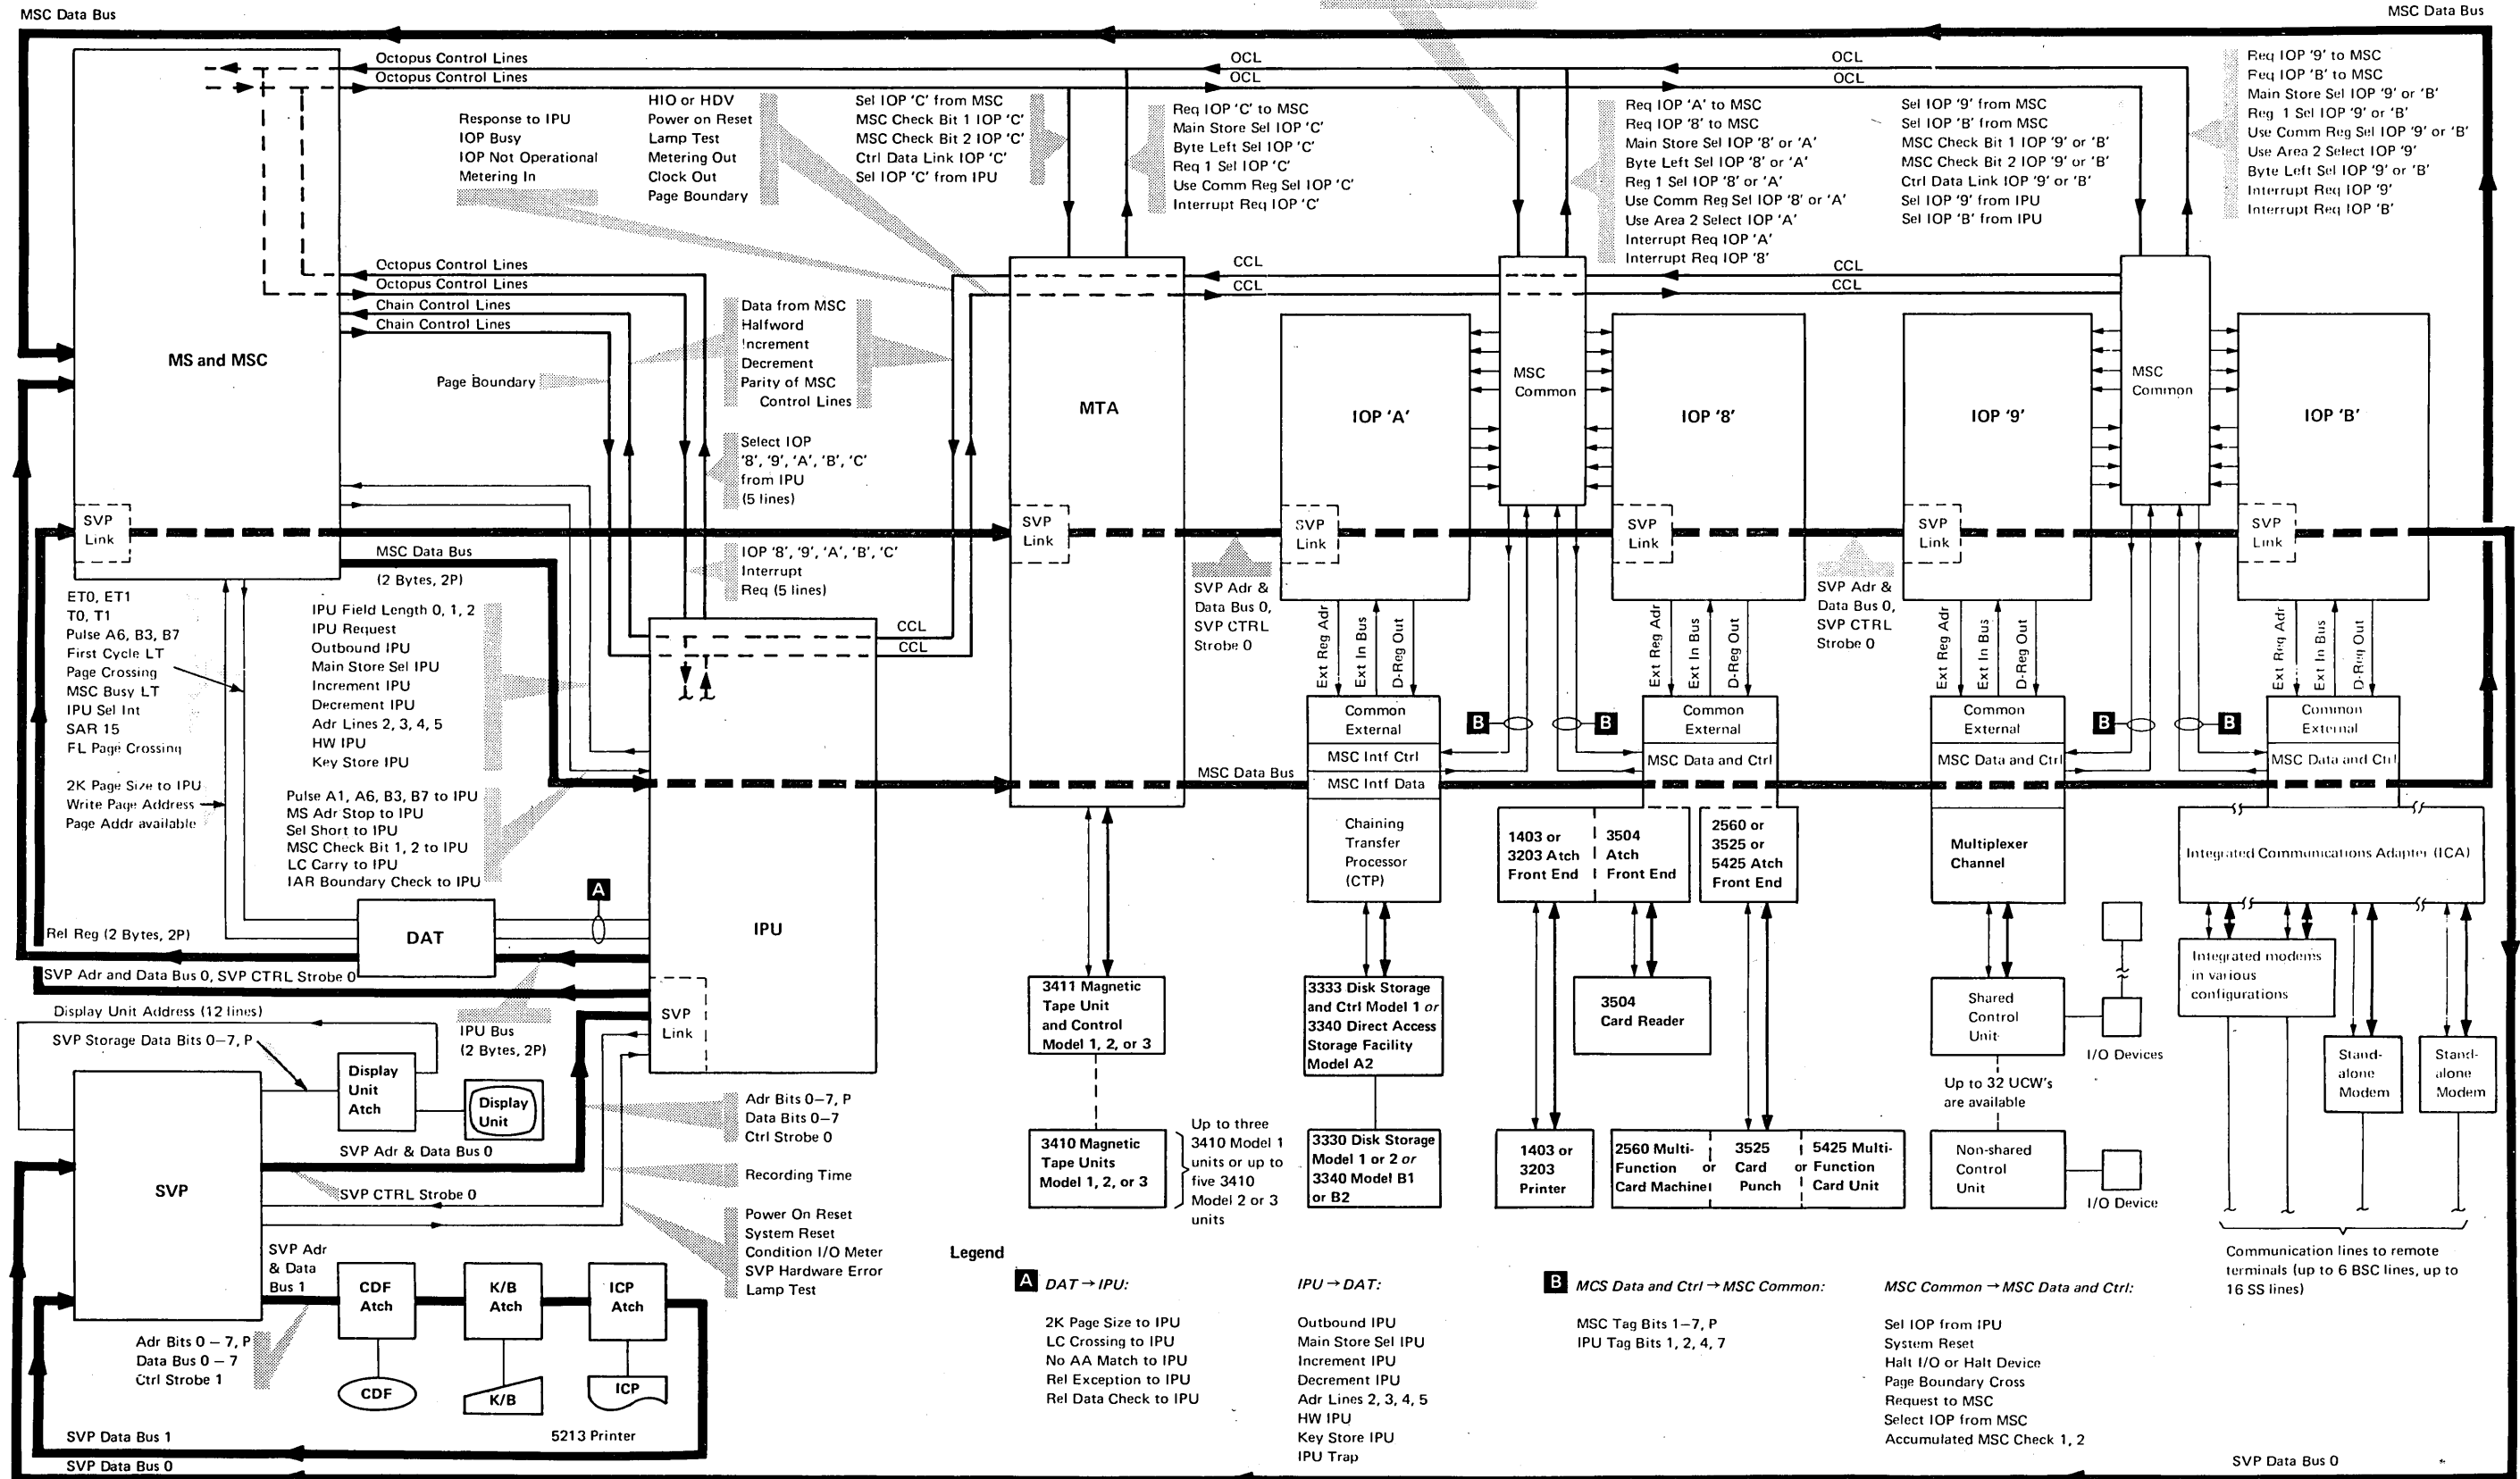 MSC Data Bus
MSC Data Bus
Octopus Control Lines
Octopus Control Lines
OCL
OCL
OCL
OCL
Response to IPU
IOP Busy
IOP Not Operational
Metering In
HIO or HDV
Power on Reset
Lamp Test
Metering Out
Clock Out
Page Boundary
Sel IOP 'C' from MSC
MSC Check Bit 1 IOP 'C'
MSC Check Bit 2 IOP 'C'
Ctrl Data Link IOP 'C'
Sel IOP 'C' from IPU
Req IOP 'C' to MSC
Main Store Sel IOP 'C'
Byte Left Sel IOP 'C'
Req 1 Sel IOP 'C'
Use Comm Reg Sel IOP 'C'
Interrupt Req IOP 'C'
Req IOP 'A' to MSC
Req IOP '8' to MSC
Main Store Sel IOP '8' or 'A'
Byte Left Sel IOP '8' or 'A'
Reg 1 Sel IOP '8' or 'A'
Use Comm Reg Sel IOP '8' or 'A'
Use Area 2 Select IOP 'A'
Interrupt Req IOP 'A'
Interrupt Req IOP '8'
Sel IOP '9' from MSC
Sel IOP 'B' from MSC
MSC Check Bit 1 IOP '9' or 'B'
MSC Check Bit 2 IOP '9' or 'B'
Ctrl Data Link IOP '9' or 'B'
Sel IOP '9' from IPU
Sel IOP 'B' from IPU
Req IOP '9' to MSC
Req IOP 'B' to MSC
Main Store Sel IOP '9' or 'B'
Reg 1 Sel IOP '9' or 'B'
Use Comm Reg Sel IOP '9' or 'B'
Use Area 2 Select IOP '9'
Byte Left Sel IOP '9' or 'B'
Interrupt Req IOP '9'
Interrupt Req IOP 'B'
Octopus Control Lines
Octopus Control Lines
Chain Control Lines
Chain Control Lines
CCL
CCL
CCL
CCL
MS and MSC
Page Boundary
Data from MSC
Halfword
Increment
Decrement
Parity of MSC
Control Lines
Select IOP
'8', '9', 'A', 'B', 'C'
from IPU
(5 lines)
IOP '8', '9', 'A', 'B', 'C'
Interrupt
Req (5 lines)
MTA
IOP 'A'
MSC
Common
IOP '8'
IOP '9'
MSC
Common
IOP 'B'
SVP
Link
SVP
Link
SVP
Link
SVP
Link
SVP
Link
SVP
Link
MSC Data Bus
(2 Bytes, 2P)
ET0, ET1
T0, T1
Pulse A6, B3, B7
First Cycle LT
Page Crossing
MSC Busy LT
IPU Sel Int
SAR 15
FL Page Crossing
2K Page Size to IPU
Write Page Address
Page Addr available
IPU Field Length 0, 1, 2
IPU Request
Outbound IPU
Main Store Sel IPU
Increment IPU
Decrement IPU
Adr Lines 2, 3, 4, 5
HW IPU
Key Store IPU
Pulse A1, A6, B3, B7 to IPU
MS Adr Stop to IPU
Sel Short to IPU
MSC Check Bit 1, 2 to IPU
LC Carry to IPU
IAR Boundary Check to IPU
CCL
CCL
SVP Adr &
Data Bus 0,
SVP CTRL
Strobe 0
SVP Adr &
Data Bus 0,
SVP CTRL
Strobe 0
Ext Reg Adr
Ext In Bus
D-Reg Out
Ext Reg Adr
Ext In Bus
D-Reg Out
Ext Reg Adr
Ext In Bus
D-Reg Out
Ext Reg Adr
Ext In Bus
D-Reg Out
Common
External
MSC Intf Ctrl
MSC Intf Data
Chaining
Transfer
Processor
(CTP)
B
B
Common
External
MSC Data and Ctrl
Common
External
MSC Data and Ctrl
B
B
Common
External
MSC Data and Ctrl
MSC Data Bus
1403 or
3203 Atch
Front End
3504
Atch
Front End
2560 or
3525 or
5425 Atch
Front End
Multiplexer
Channel
Integrated Communications Adapter (ICA)
A
DAT
IPU
Rel Reg (2 Bytes, 2P)
SVP Adr and Data Bus 0, SVP CTRL Strobe 0
IPU Bus
(2 Bytes, 2P)
SVP
Link
Display Unit Address (12 lines)
SVP Storage Data Bits 0–7, P
Display
Unit
Atch
Display
Unit
SVP
SVP Adr & Data Bus 0
SVP CTRL Strobe 0
Adr Bits 0–7, P
Data Bits 0–7
Ctrl Strobe 0
Recording Time
Power On Reset
System Reset
Condition I/O Meter
SVP Hardware Error
Lamp Test
3411 Magnetic
Tape Unit
and Control
Model 1, 2, or 3
3410 Magnetic
Tape Units
Model 1, 2, or 3
Up to three
3410 Model 1
units or up to
five 3410
Model 2 or 3
units
3333 Disk Storage
and Ctrl Model 1 or
3340 Direct Access
Storage Facility
Model A2
3330 Disk Storage
Model 1 or 2 or
3340 Model B1
or B2
3504
Card Reader
1403 or
3203
Printer
2560 Multi-
Function
Card Machine
or
3525
Card
Punch
or
5425 Multi-
Function
Card Unit
Shared
Control
Unit
I/O Devices
Up to 32 UCW's
are available
Non-shared
Control
Unit
I/O Device
Integrated modems
in various
configurations
Stand-
alone
Modem
Stand-
alone
Modem
Communication lines to remote
terminals (up to 6 BSC lines, up to
16 SS lines)
SVP Adr
& Data
Bus 1
CDF
Atch
K/B
Atch
ICP
Atch
Adr Bits 0 – 7, P
Data Bus 0 – 7
Ctrl Strobe 1
CDF
K/B
ICP
5213 Printer
SVP Data Bus 1
SVP Data Bus 0
SVP Data Bus 0
Legend
A DAT → IPU:
2K Page Size to IPU
LC Crossing to IPU
No AA Match to IPU
Rel Exception to IPU
Rel Data Check to IPU
IPU → DAT:
Outbound IPU
Main Store Sel IPU
Increment IPU
Decrement IPU
Adr Lines 2, 3, 4, 5
HW IPU
Key Store IPU
IPU Trap
B MCS Data and Ctrl → MSC Common:
MSC Tag Bits 1–7, P
IPU Tag Bits 1, 2, 4, 7
MSC Common → MSC Data and Ctrl:
Sel IOP from IPU
System Reset
Halt I/O or Halt Device
Page Boundary Cross
Request to MSC
Select IOP from MSC
Accumulated MSC Check 1, 2